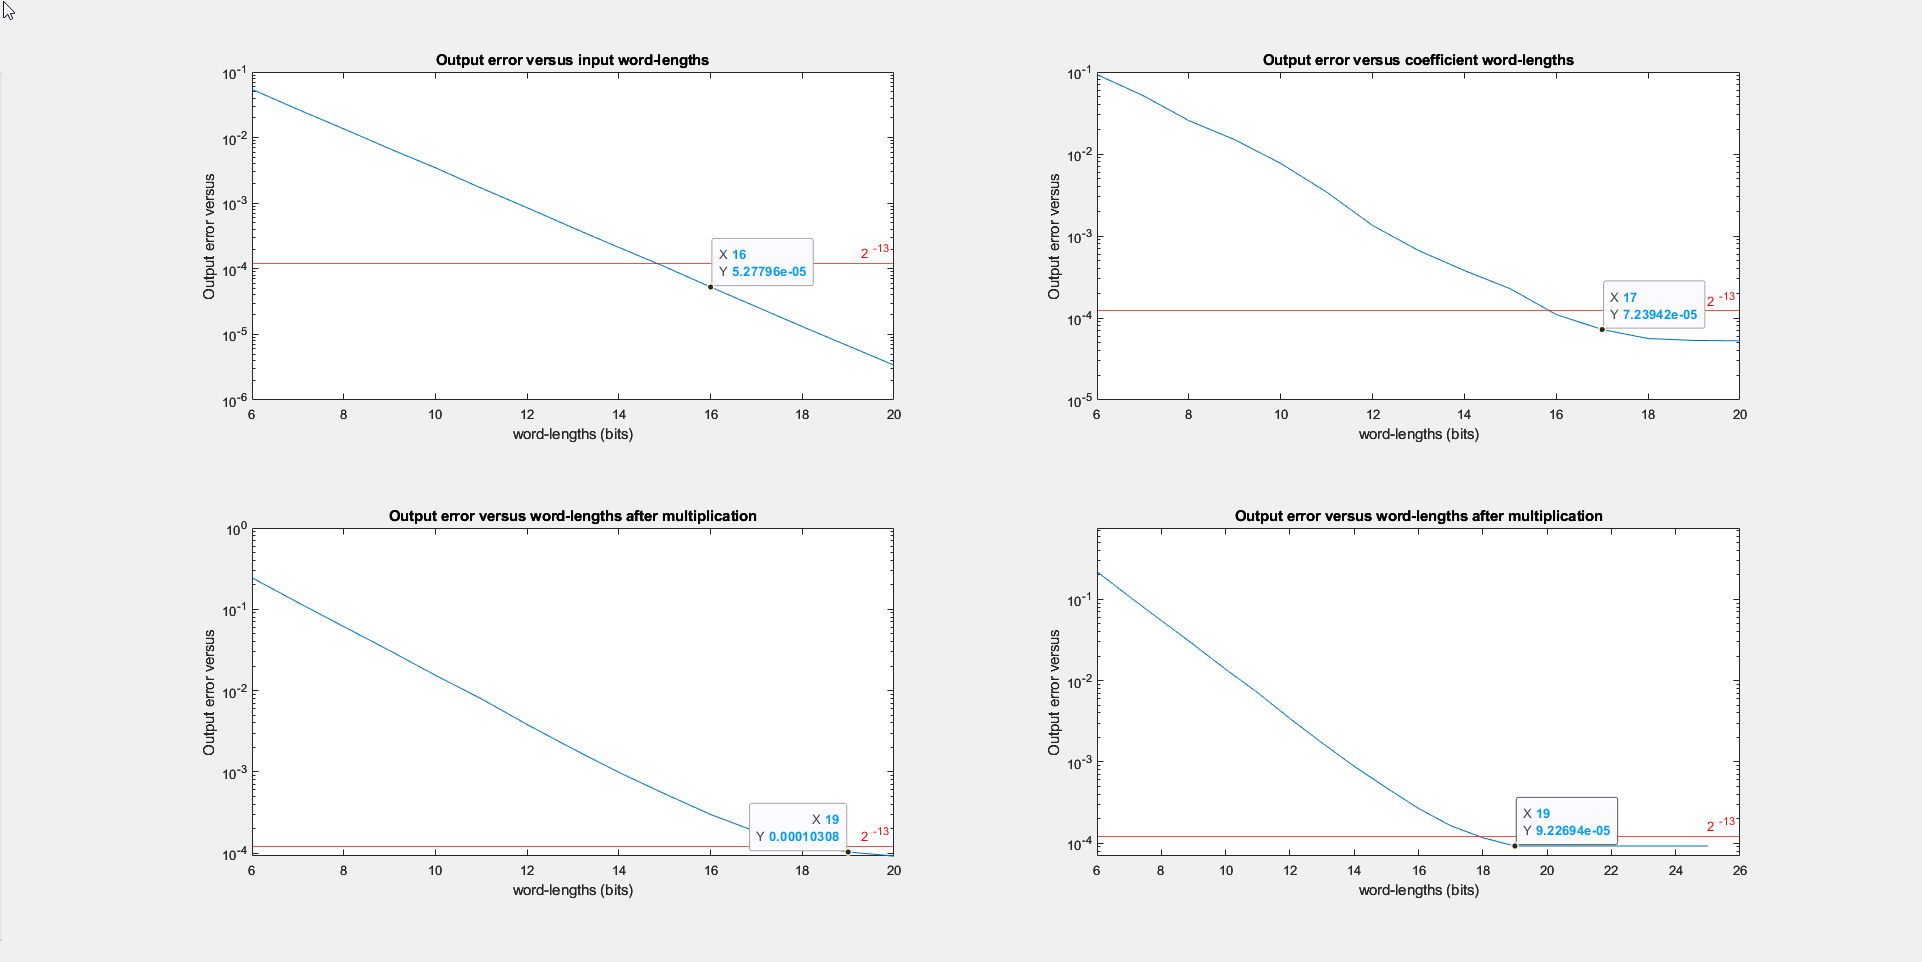 Output error versus input word-lengths
10-1
10-2
10-3
10-4
10-5
10-6
Output error versus
2 -13
X 16
Y 5.27796e-05
6 8 10 12 14 16 18 20
word-lengths (bits)
Output error versus coefficient word-lengths
10-1
10-2
10-3
10-4
10-5
Output error versus
2 -13
X 17
Y 7.23942e-05
6 8 10 12 14 16 18 20
word-lengths (bits)
Output error versus word-lengths after multiplication
100
10-1
10-2
10-3
10-4
Output error versus
X 19
Y 0.00010308
2 -13
6 8 10 12 14 16 18 20
word-lengths (bits)
Output error versus word-lengths after multiplication
10-1
10-2
10-3
10-4
Output error versus
X 19
Y 9.22694e-05
2 -13
6 8 10 12 14 16 18 20 22 24 26
word-lengths (bits)